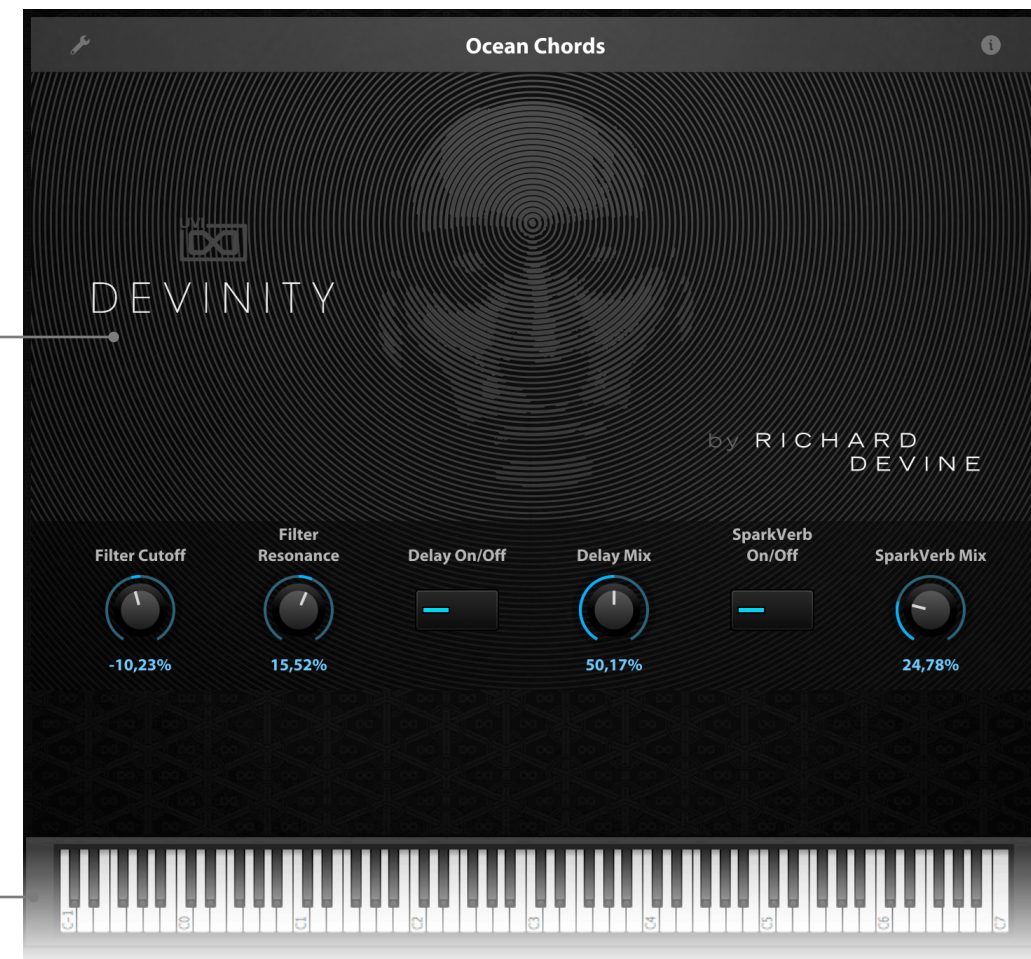 Ocean Chords
i
UVI
DEVINITY
by RICHARD
DEVINE
Filter Cutoff
Filter
Resonance
Delay On/Off
Delay Mix
SparkVerb
On/Off
SparkVerb Mix
-10,23%
15,52%
50,17%
24,78%
C-1
C0
C1
C2
C3
C4
C5
C6
C7